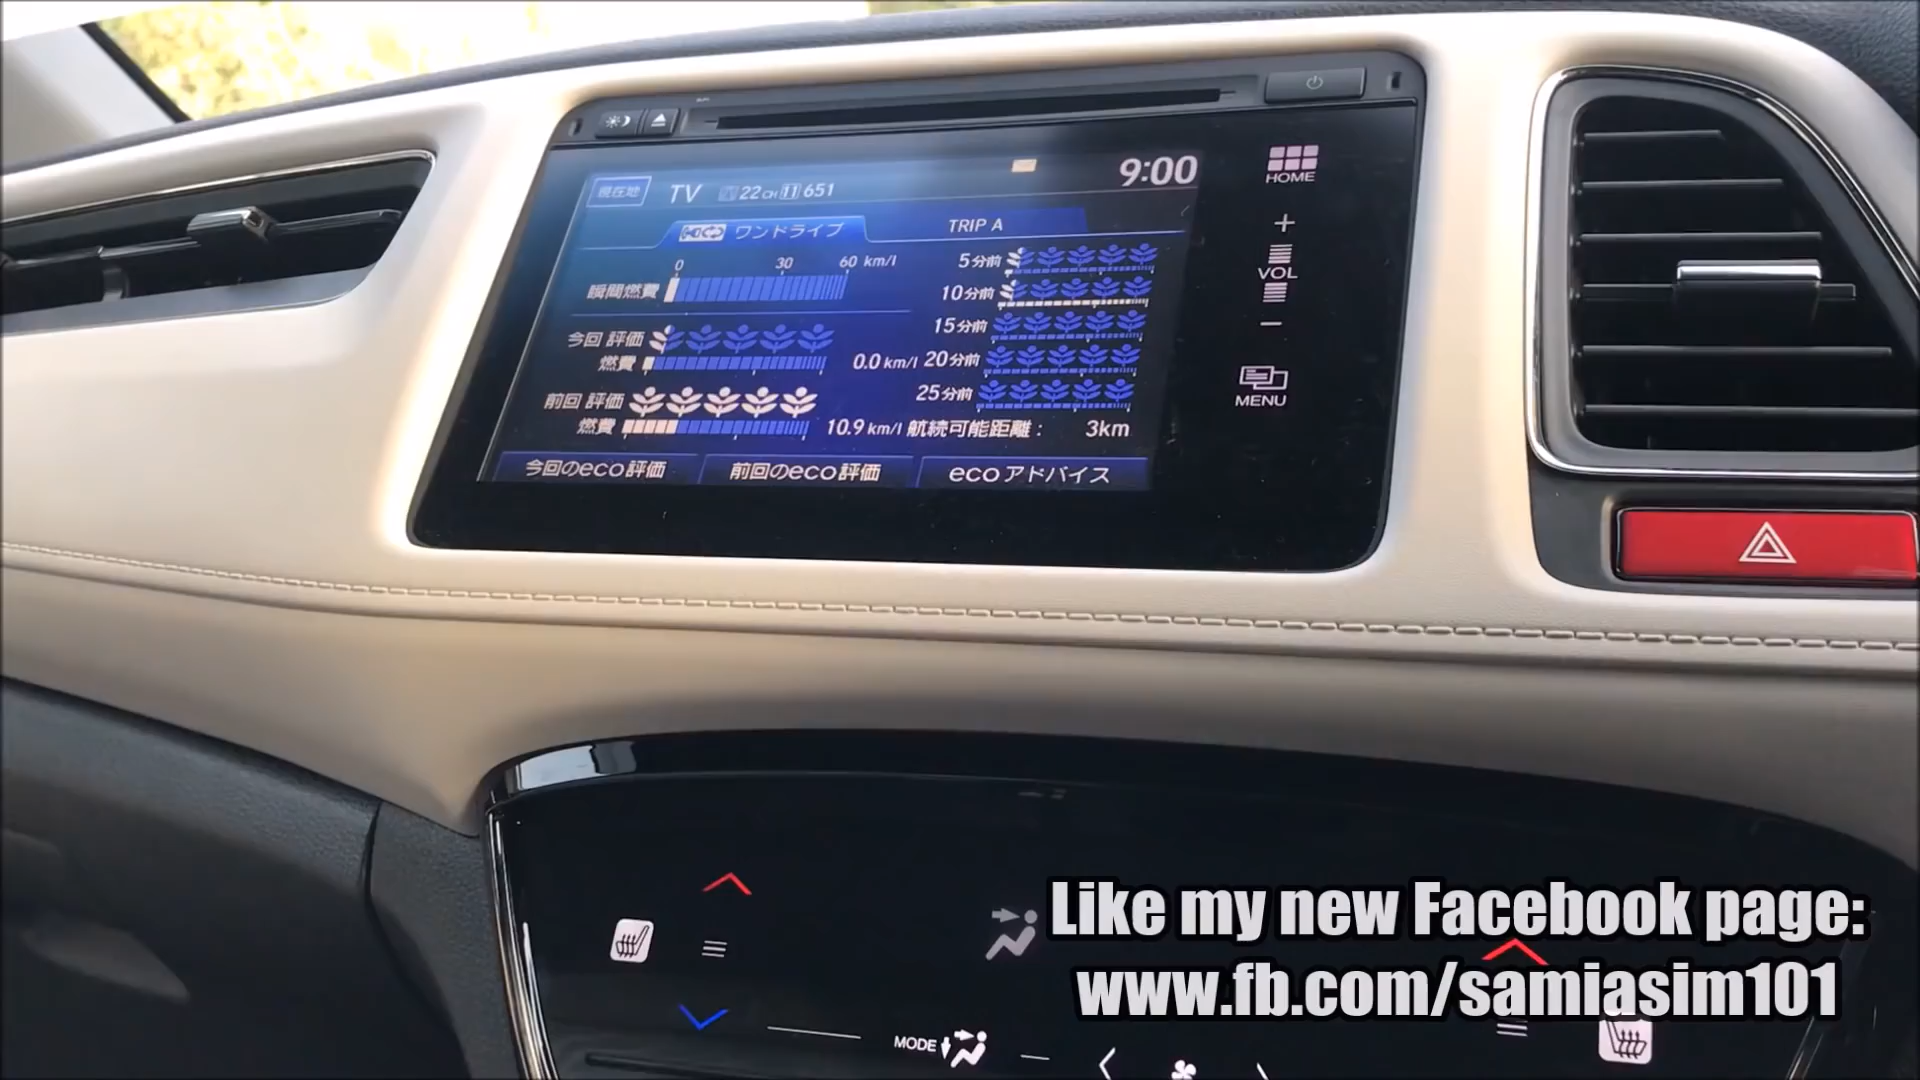 9:00
現在地 TV 22CH 11 651
ワンドライブ TRIP A
0 30 60 km/l
瞬間燃費
5分前
10分前
今回 評価
15分前
燃費 0.0 km/l
20分前
前回 評価
25分前
燃費 10.9 km/l
航続可能距離: 3km
今回のeco評価 前回のeco評価 ecoアドバイス
HOME
+
VOL
−
MENU
MODE
Like my new Facebook page:
www.fb.com/samiasim101